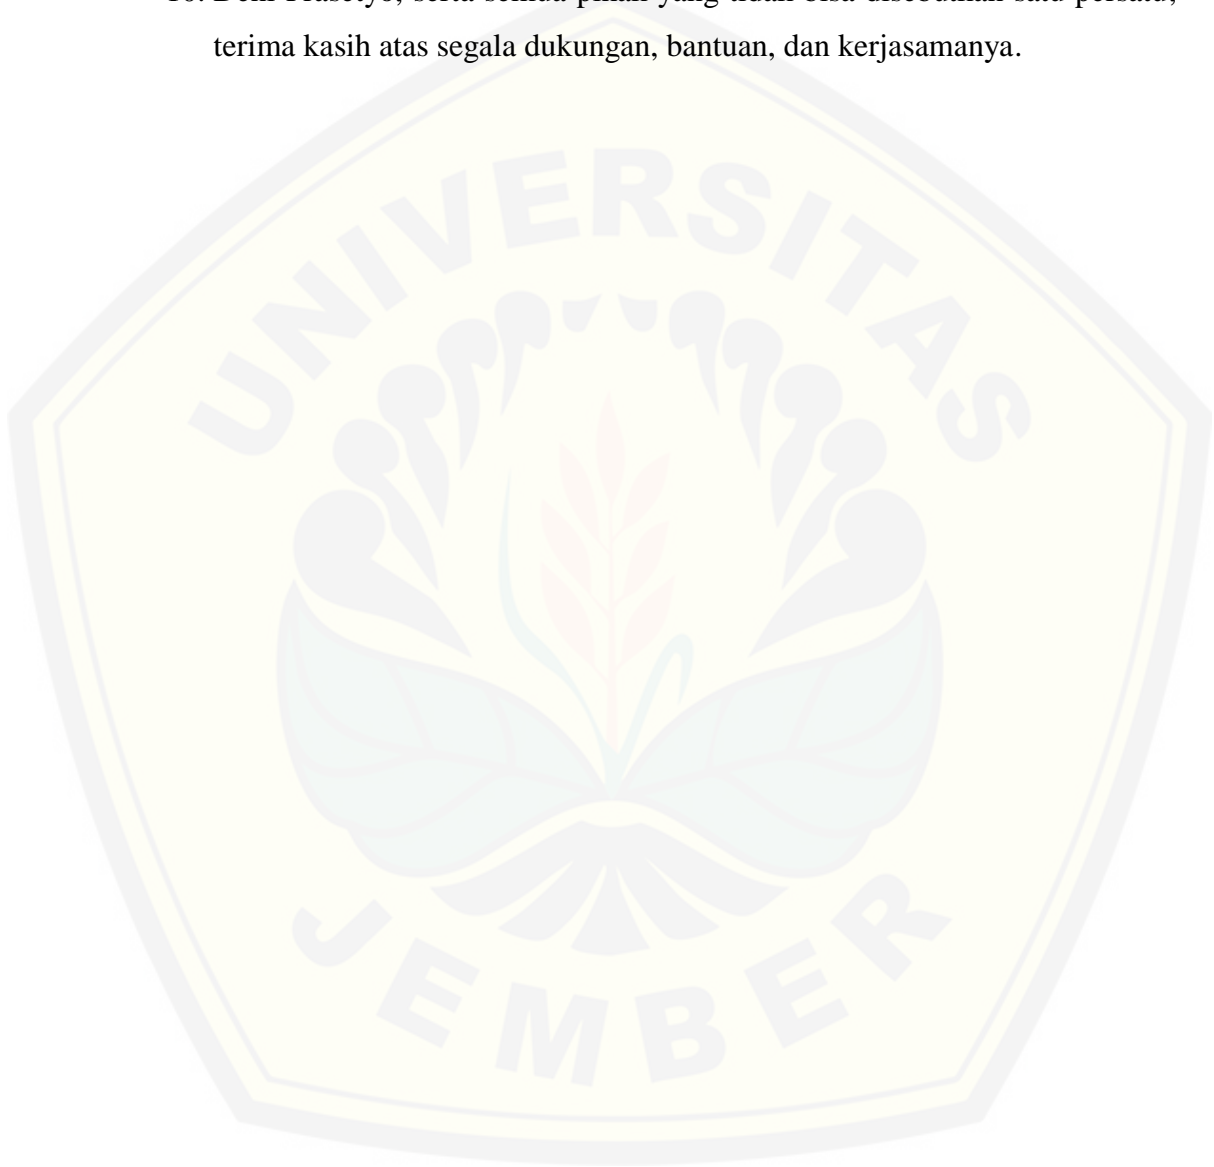 serta semua pihak yang tidak bisa disebutkan satu persatu,
terima kasih atas segala dukungan, bantuan, dan kerjasamanya.
UNIVERSITAS
JEMBER